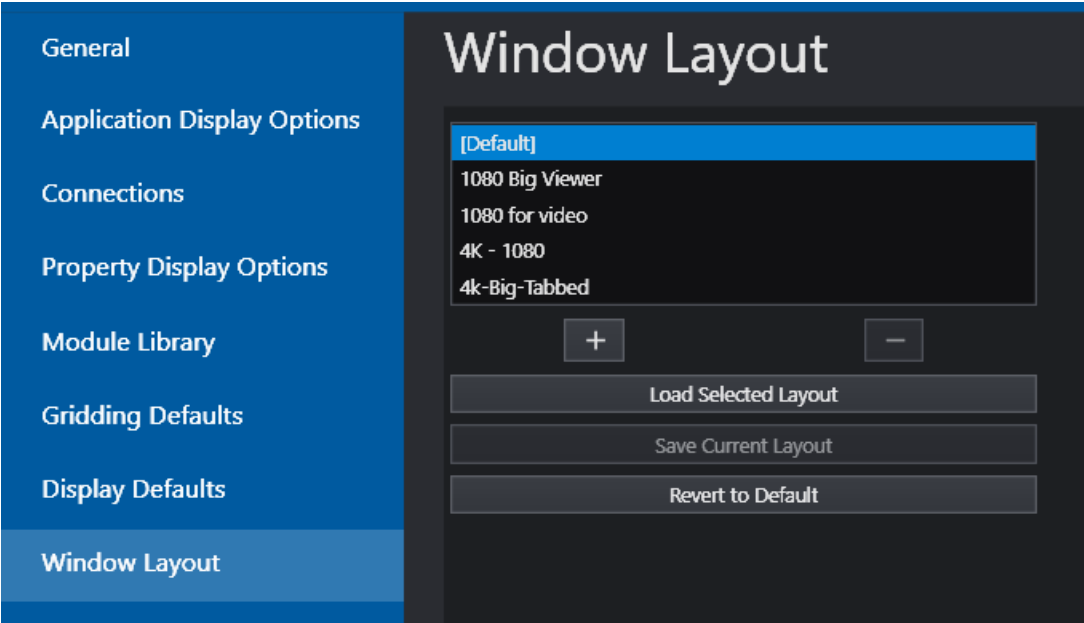 General
Application Display Options
Connections
Property Display Options
Module Library
Gridding Defaults
Display Defaults
Window Layout
Window Layout
[Default]
1080 Big Viewer
1080 for video
4K - 1080
4k-Big-Tabbed
+
−
Load Selected Layout
Save Current Layout
Revert to Default